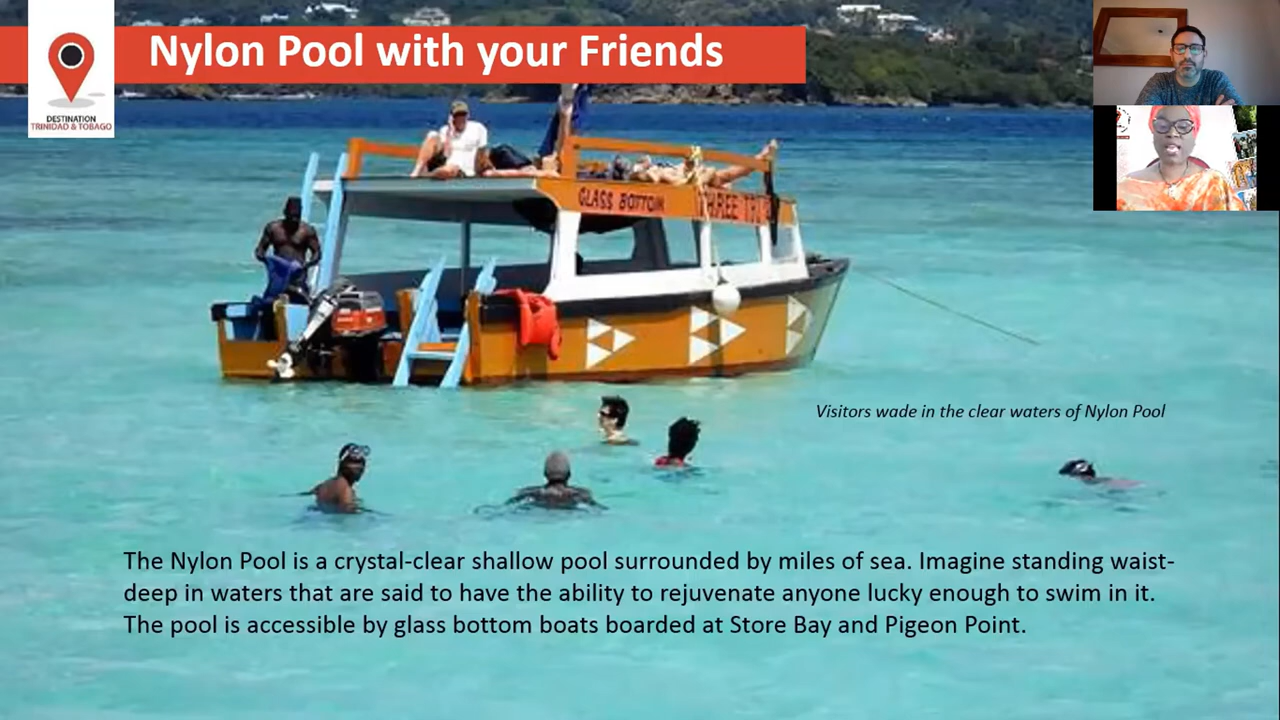 Nylon Pool with your Friends
DESTINATION
TRINIDAD & TOBAGO
GLASS BOTTOM
THREE
Visitors wade in the clear waters of Nylon Pool
The Nylon Pool is a crystal-clear shallow pool surrounded by miles of sea. Imagine standing waist-
deep in waters that are said to have the ability to rejuvenate anyone lucky enough to swim in it.
The pool is accessible by glass bottom boats boarded at Store Bay and Pigeon Point.